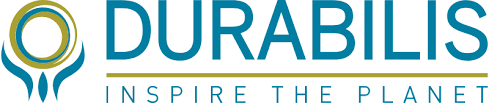 DURABILIS
INSPIRE THE PLANET